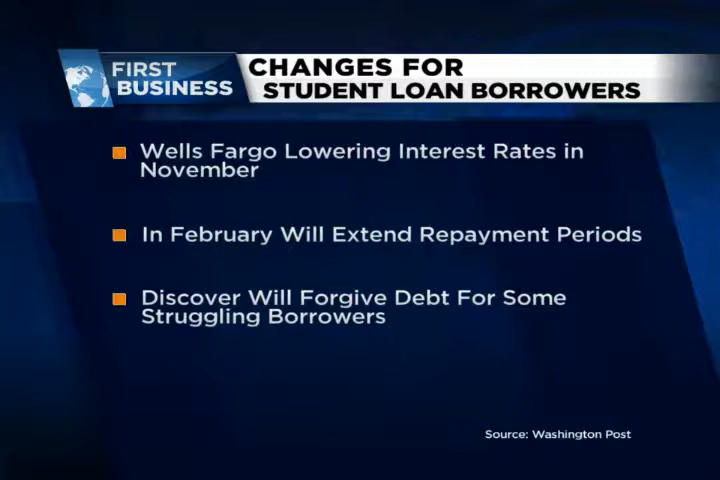 FIRST
BUSINESS
CHANGES FOR
STUDENT LOAN BORROWERS
Wells Fargo Lowering Interest Rates in
November
In February Will Extend Repayment Periods
Discover Will Forgive Debt For Some
Struggling Borrowers
Source: Washington Post